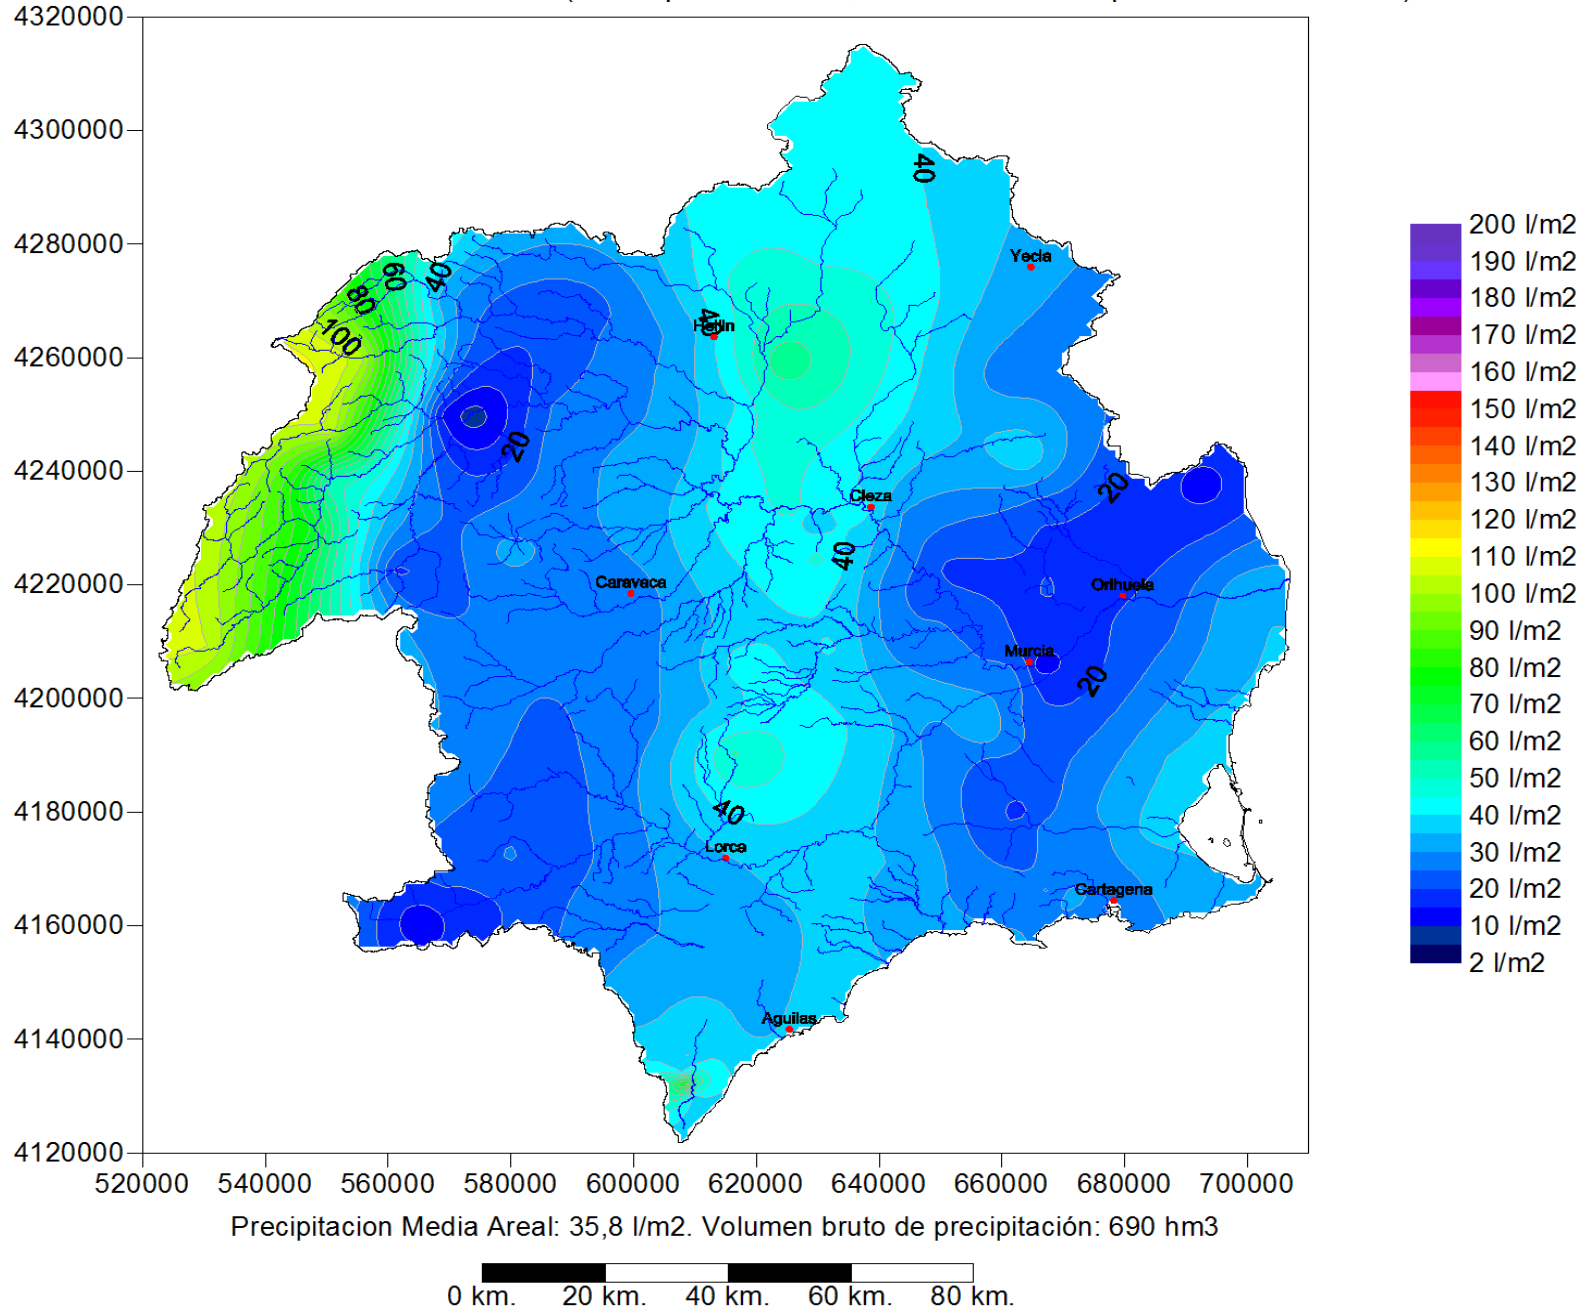 4320000
4300000
4280000
4260000
4240000
4220000
4200000
4180000
4160000
4140000
4120000
520000 540000 560000 580000 600000 620000 640000 660000 680000 700000
40
Yecla
60
40
80
100
40
Hellin
20
20
Cieza
40
Caravaca
Orihuela
Murcia
20
40
Lorca
Cartagena
Aguilas
200 l/m2
190 l/m2
180 l/m2
170 l/m2
160 l/m2
150 l/m2
140 l/m2
130 l/m2
120 l/m2
110 l/m2
100 l/m2
90 l/m2
80 l/m2
70 l/m2
60 l/m2
50 l/m2
40 l/m2
30 l/m2
20 l/m2
10 l/m2
2 l/m2
Precipitacion Media Areal: 35,8 l/m2. Volumen bruto de precipitación: 690 hm3
0 km. 20 km. 40 km. 60 km. 80 km.